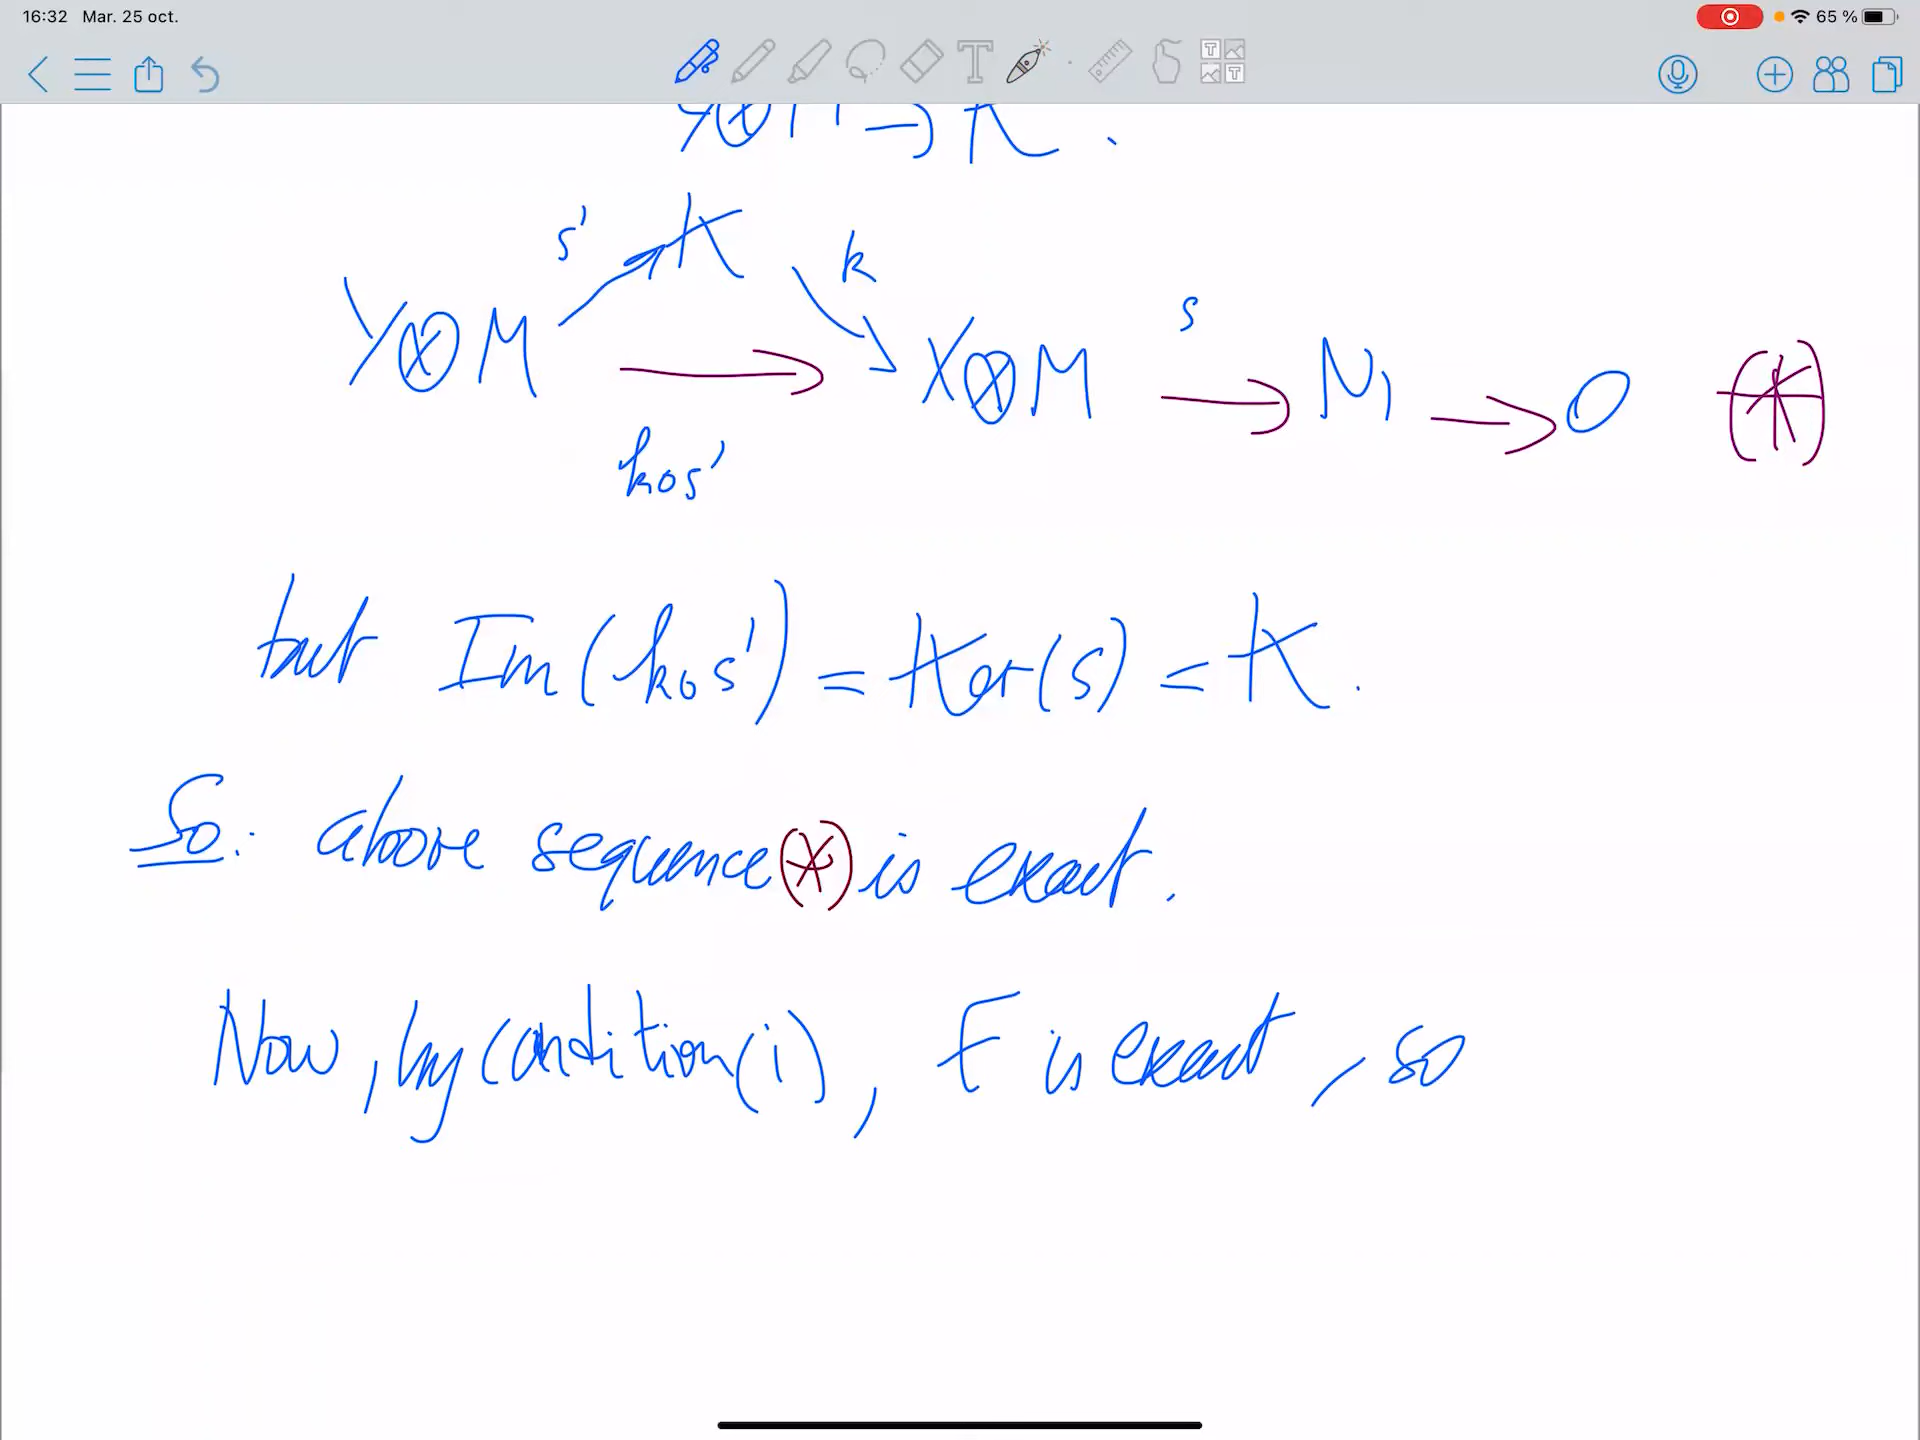 16:32 Mar. 25 oct. 65 %
Y⊗M → K.
s' K k
Y⊗M → X⊗M s → N₁ → 0 (*)
k∘s'
but Im(k∘s') = Ker(s) = K.
So: above sequence (*) is exact.
Now, by condition (i), F is exact, so